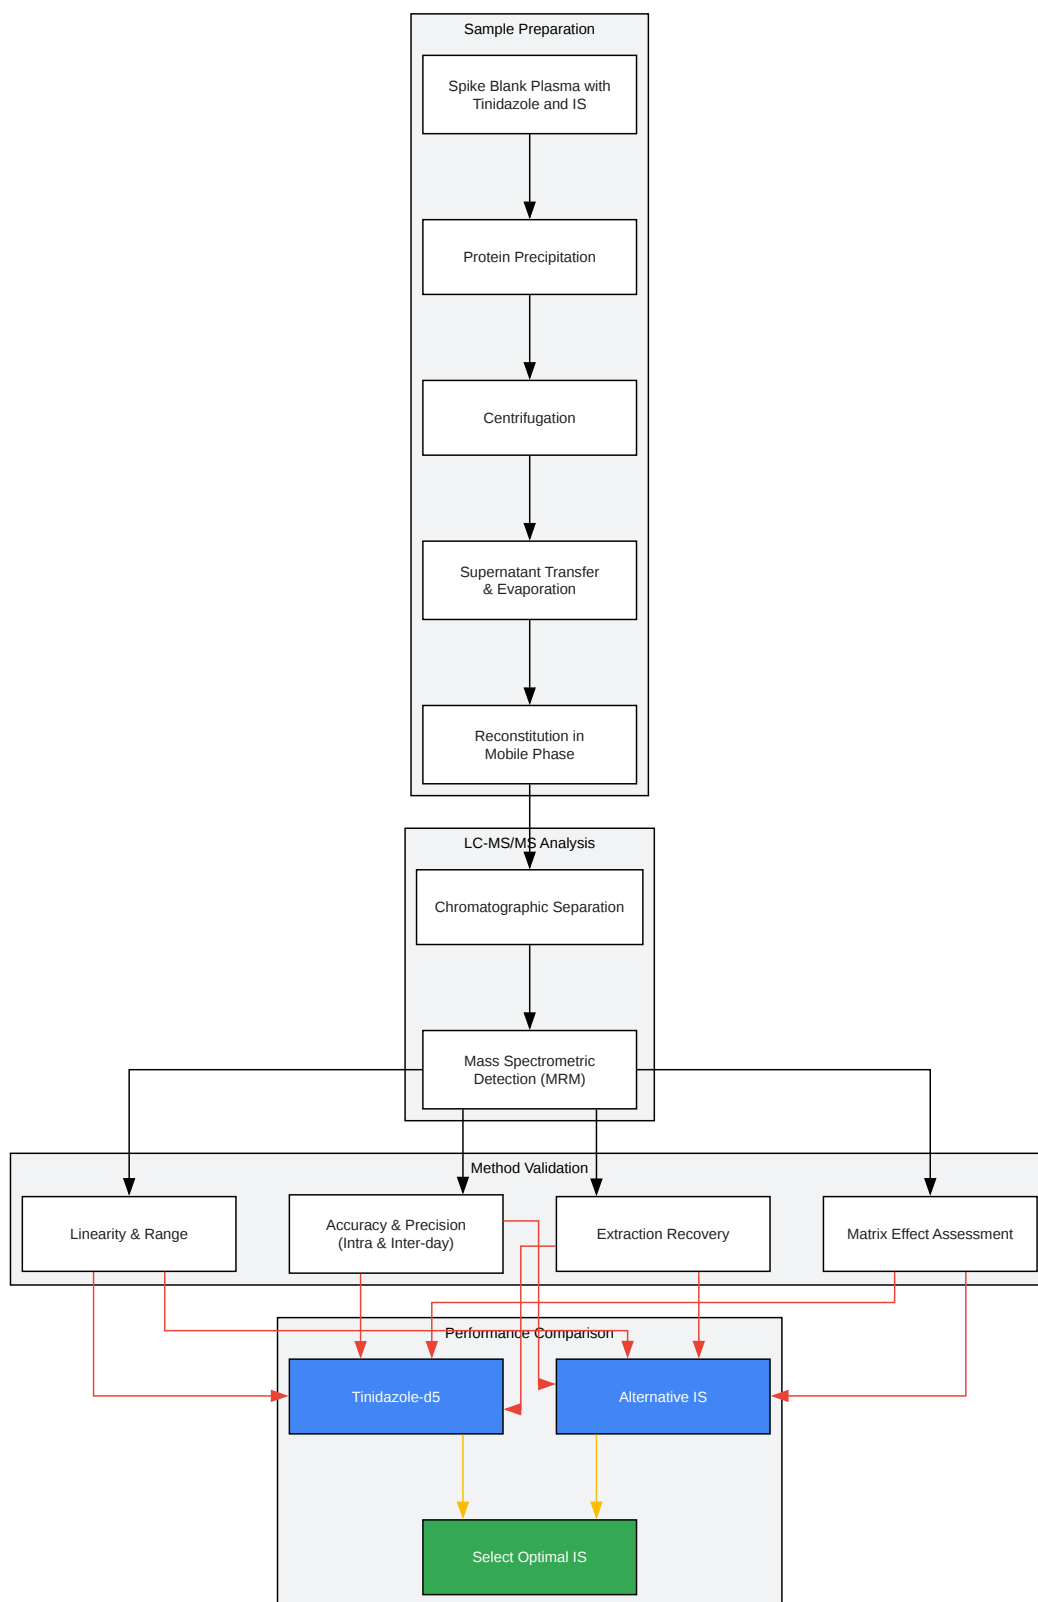 Sample Preparation
Spike Blank Plasma with
Tinidazole and IS
Protein Precipitation
Centrifugation
Supernatant Transfer
& Evaporation
Reconstitution in
Mobile Phase
LC-MS/MS Analysis
Chromatographic Separation
Mass Spectrometric
Detection (MRM)
Method Validation
Linearity & Range
Accuracy & Precision
(Intra & Inter-day)
Extraction Recovery
Matrix Effect Assessment
Performance Comparison
Tinidazole-d5
Alternative IS
Select Optimal IS